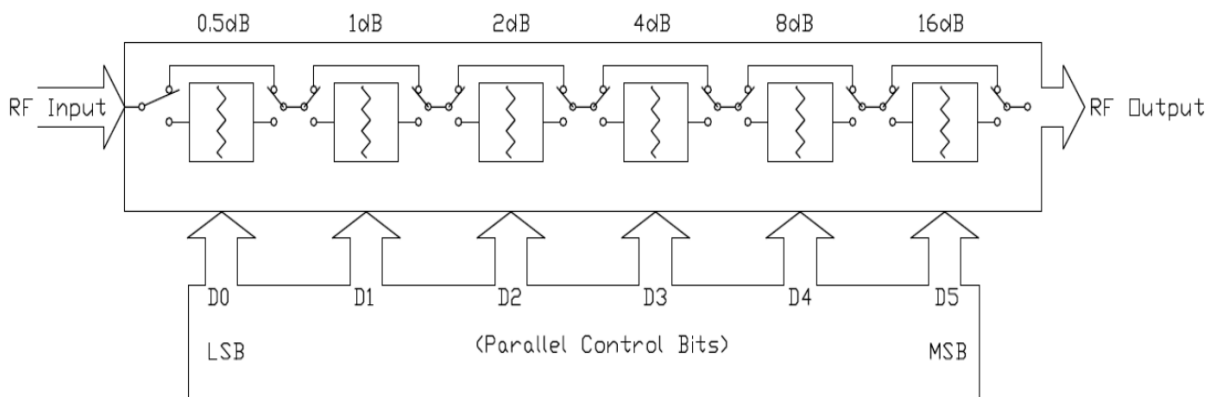 0.5dB 1dB 2dB 4dB 8dB 16dB
RF Input
RF Output
D0 D1 D2 D3 D4 D5
(Parallel Control Bits)
LSB MSB